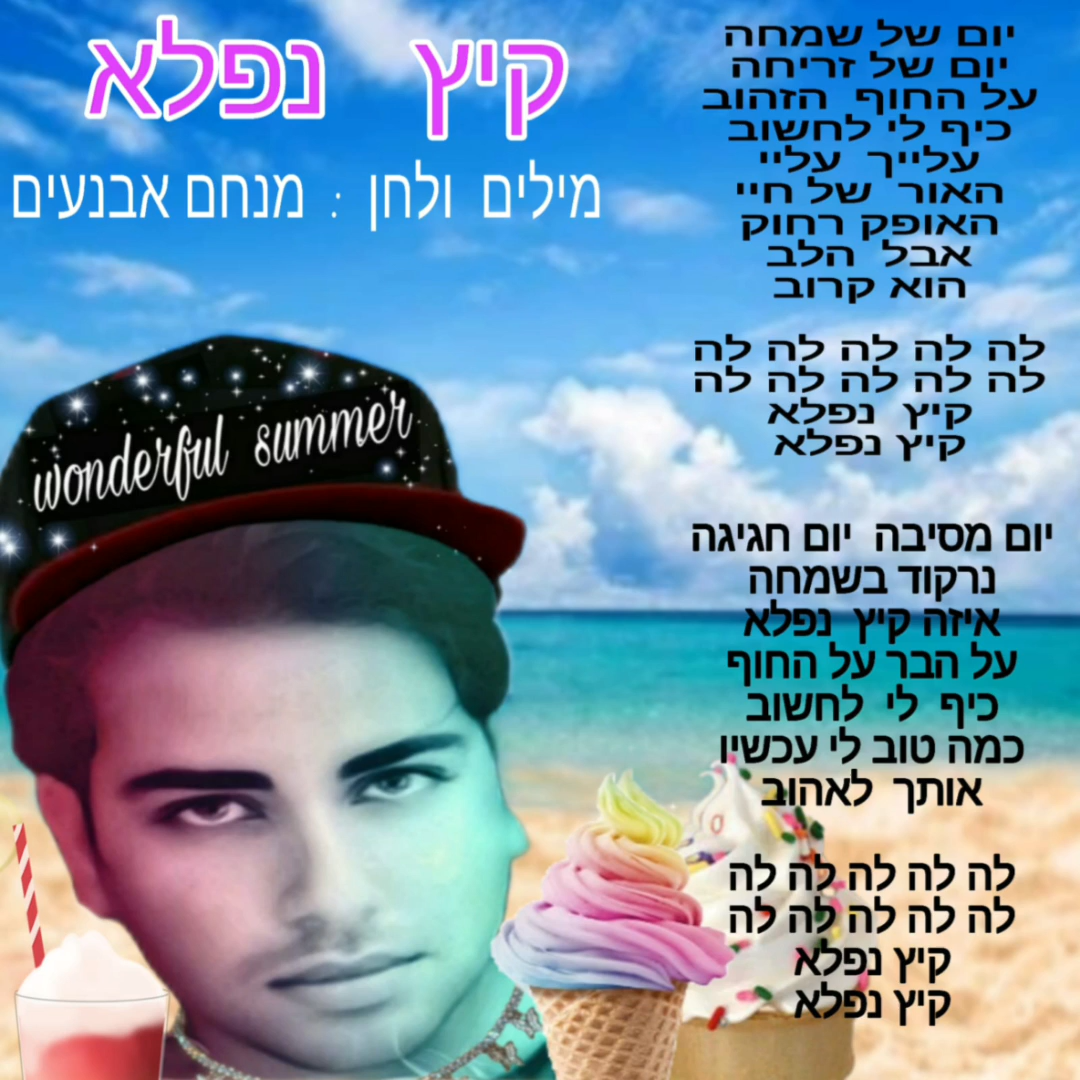 קיץ נפלא
מילים ולחן : מנחם אבנעים
wonderful summer
יום של שמחה
יום של זריחה
על החוף הזהוב
כיף לי לחשוב
עלייך עליי
האור של חיי
האופק רחוק
אבל הלב
הוא קרוב
לה לה לה לה לה
לה לה לה לה לה
קיץ נפלא
קיץ נפלא
יום מסיבה יום חגיגה
נרקוד בשמחה
איזה קיץ נפלא
על הבר על החוף
כיף לי לחשוב
כמה טוב לי עכשיו
אותך לאהוב
לה לה לה לה לה
לה לה לה לה לה
קיץ נפלא
קיץ נפלא